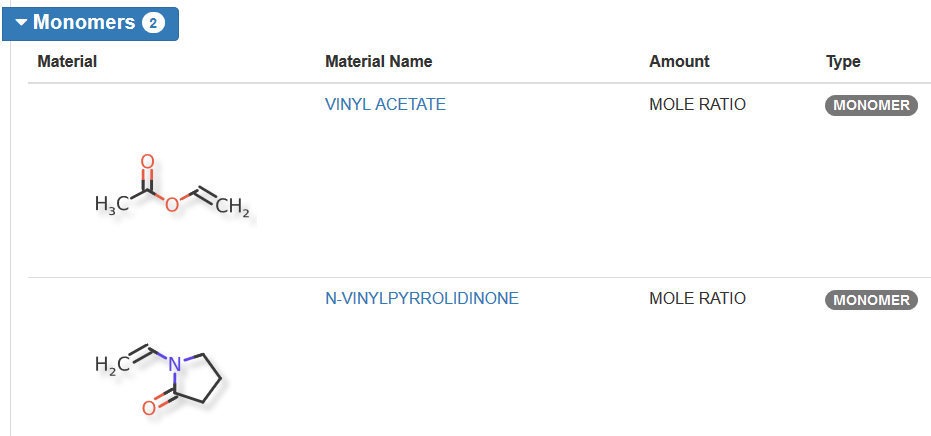 Monomers 2
Material Material Name Amount Type
VINYL ACETATE MOLE RATIO MONOMER
O
H3C O CH2
N-VINYLPYRROLIDINONE MOLE RATIO MONOMER
H2C N
O